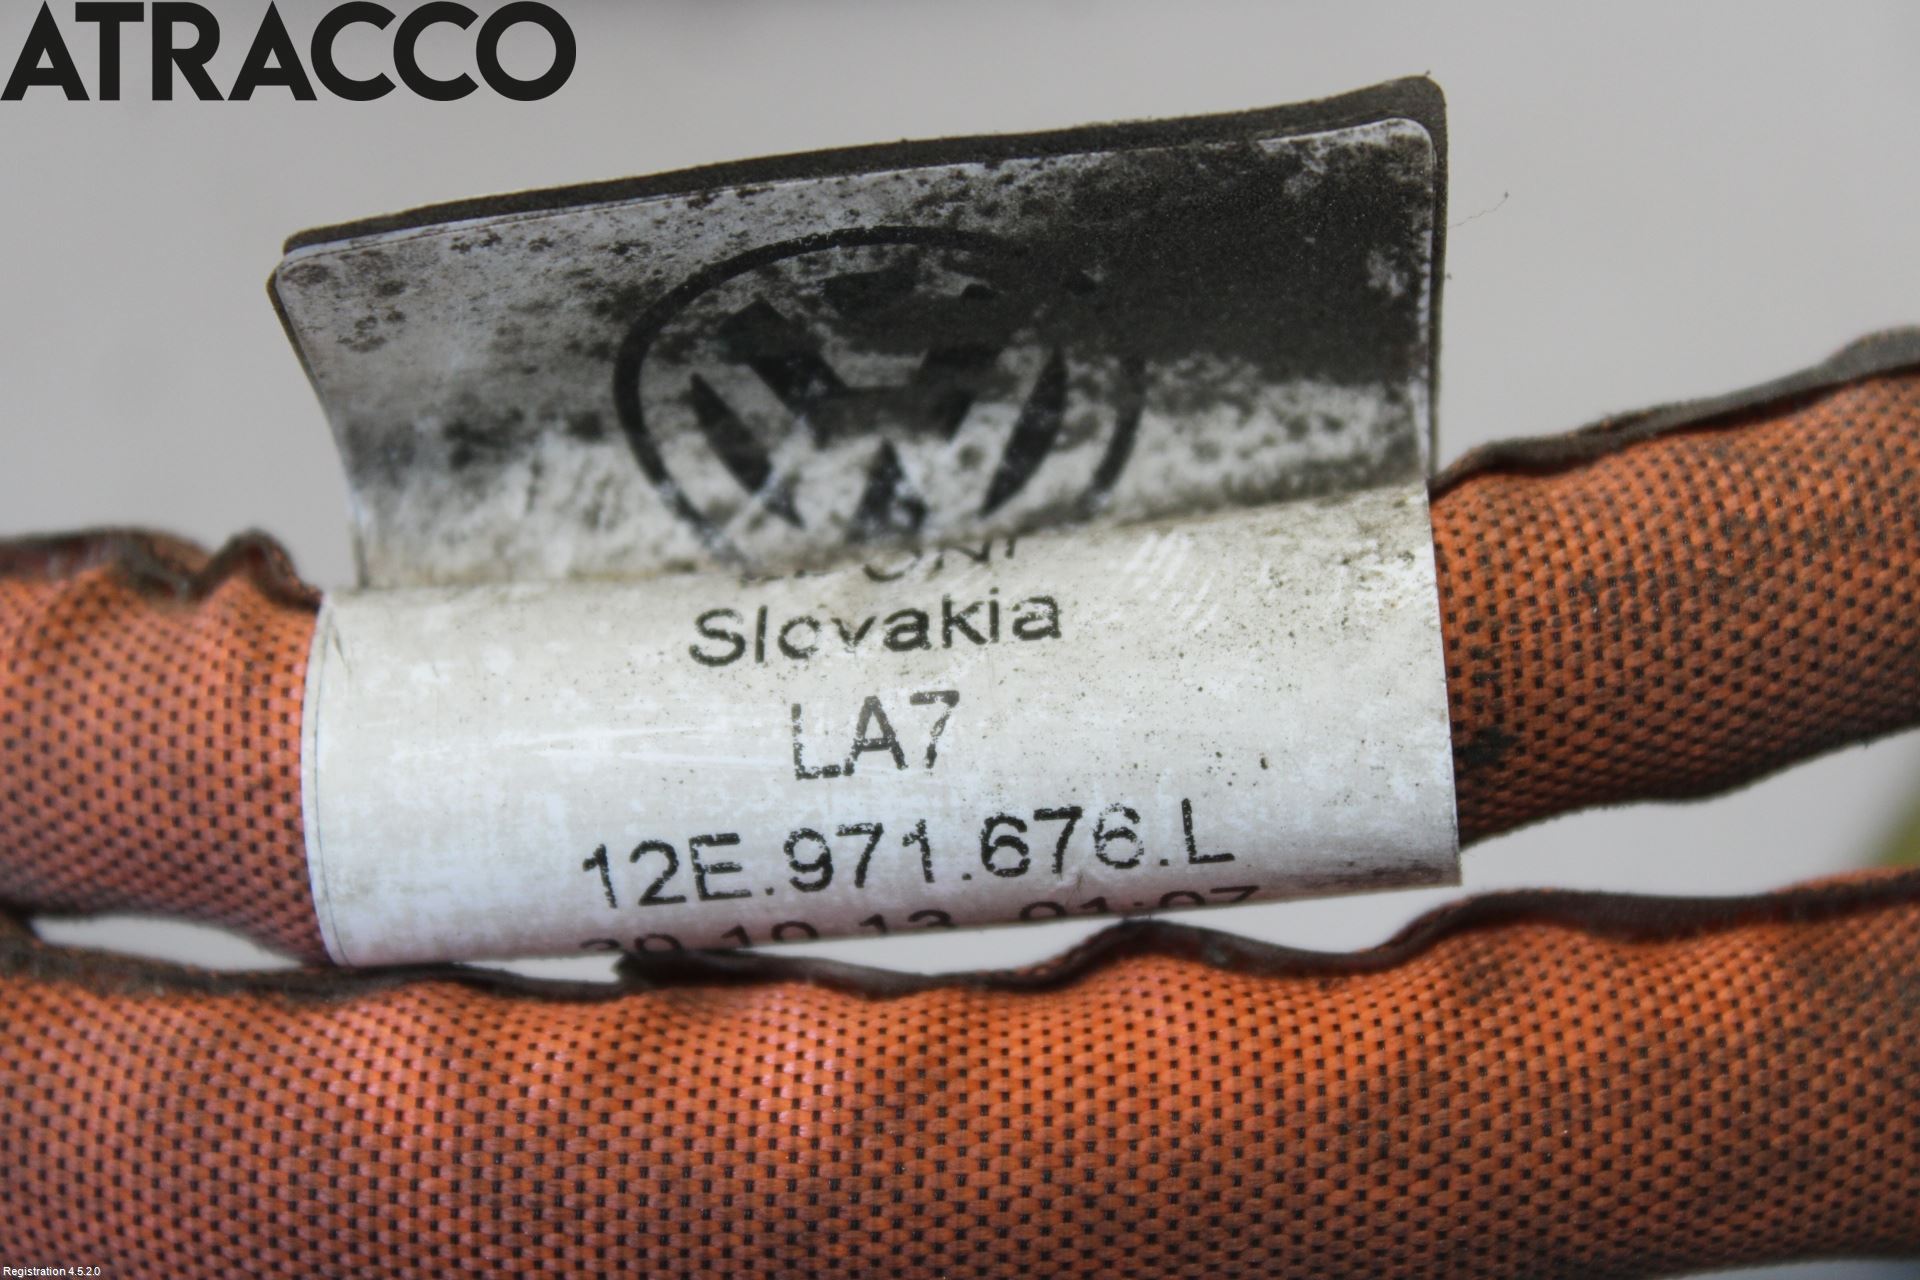 ATRACCO
Slovakia
LA7
12E.971.676.L
Registration 4.5.2.0